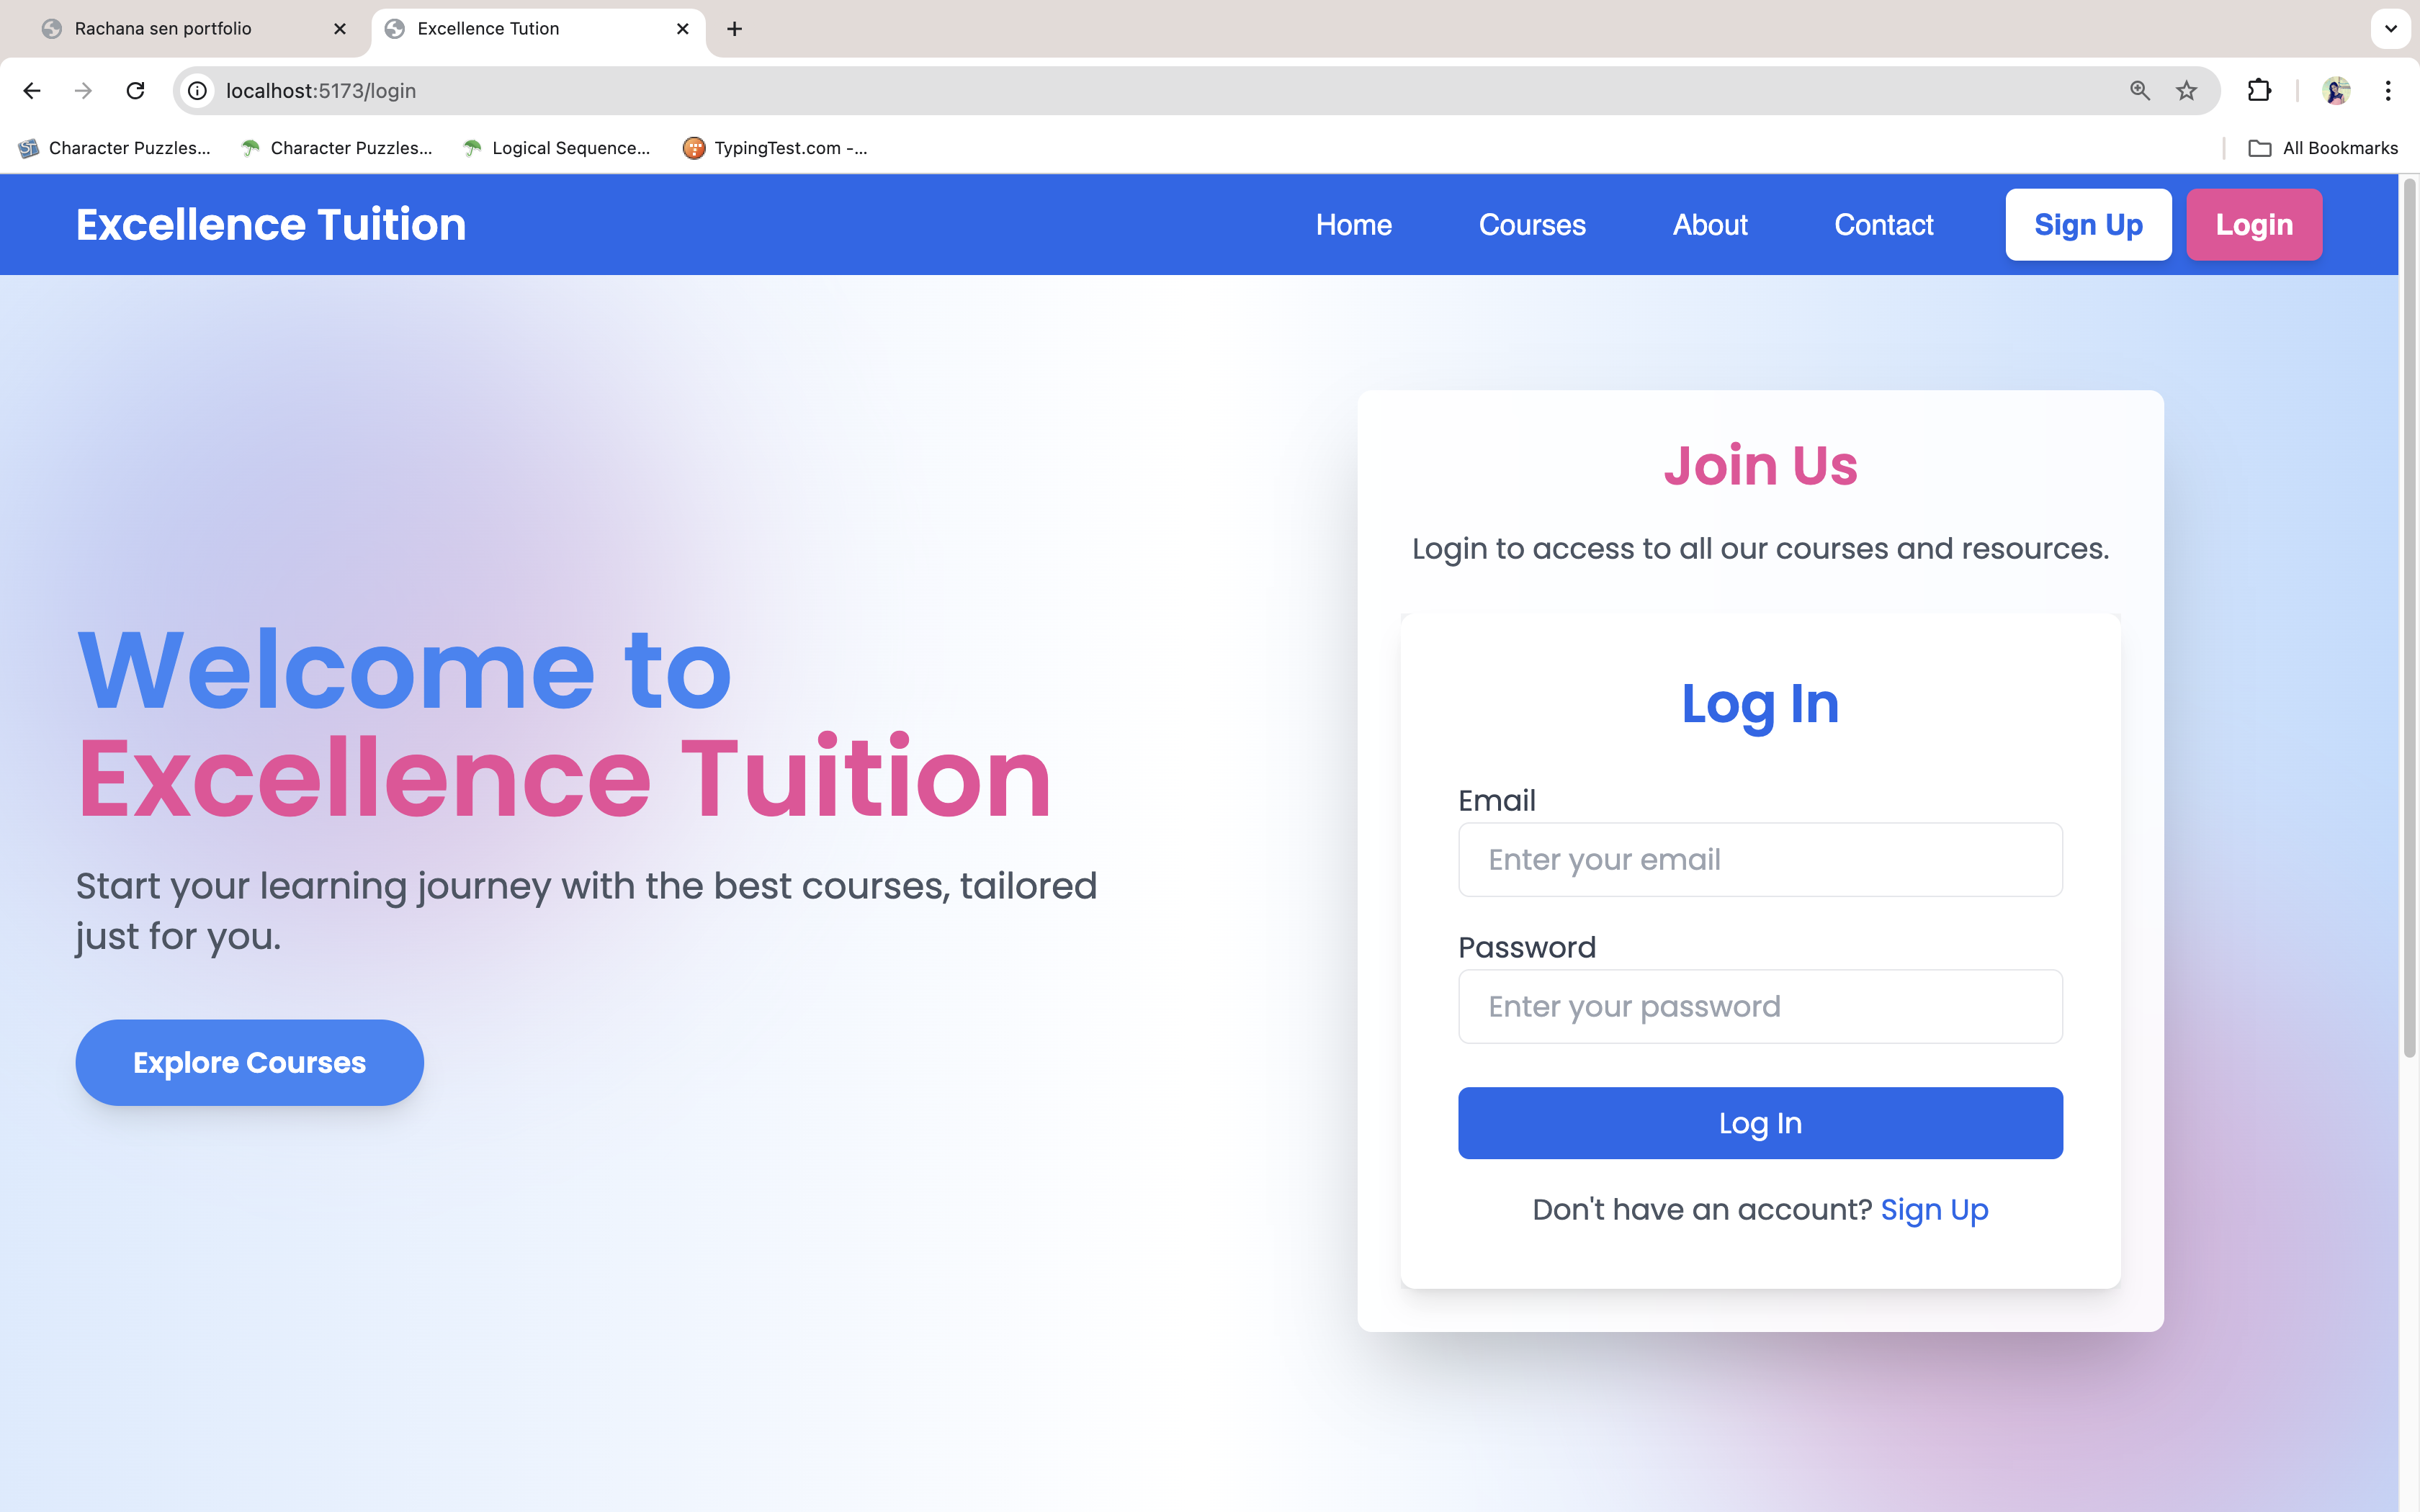 Rachana sen portfolio
Excellence Tution
localhost:5173/login
Character Puzzles...
Character Puzzles...
Logical Sequence...
TypingTest.com -...
All Bookmarks
Excellence Tuition
Home
Courses
About
Contact
Sign Up
Login
Welcome to
Excellence Tuition
Start your learning journey with the best courses, tailored
just for you.
Explore Courses
Join Us
Login to access to all our courses and resources.
Log In
Email
Enter your email
Password
Enter your password
Log In
Don't have an account? Sign Up